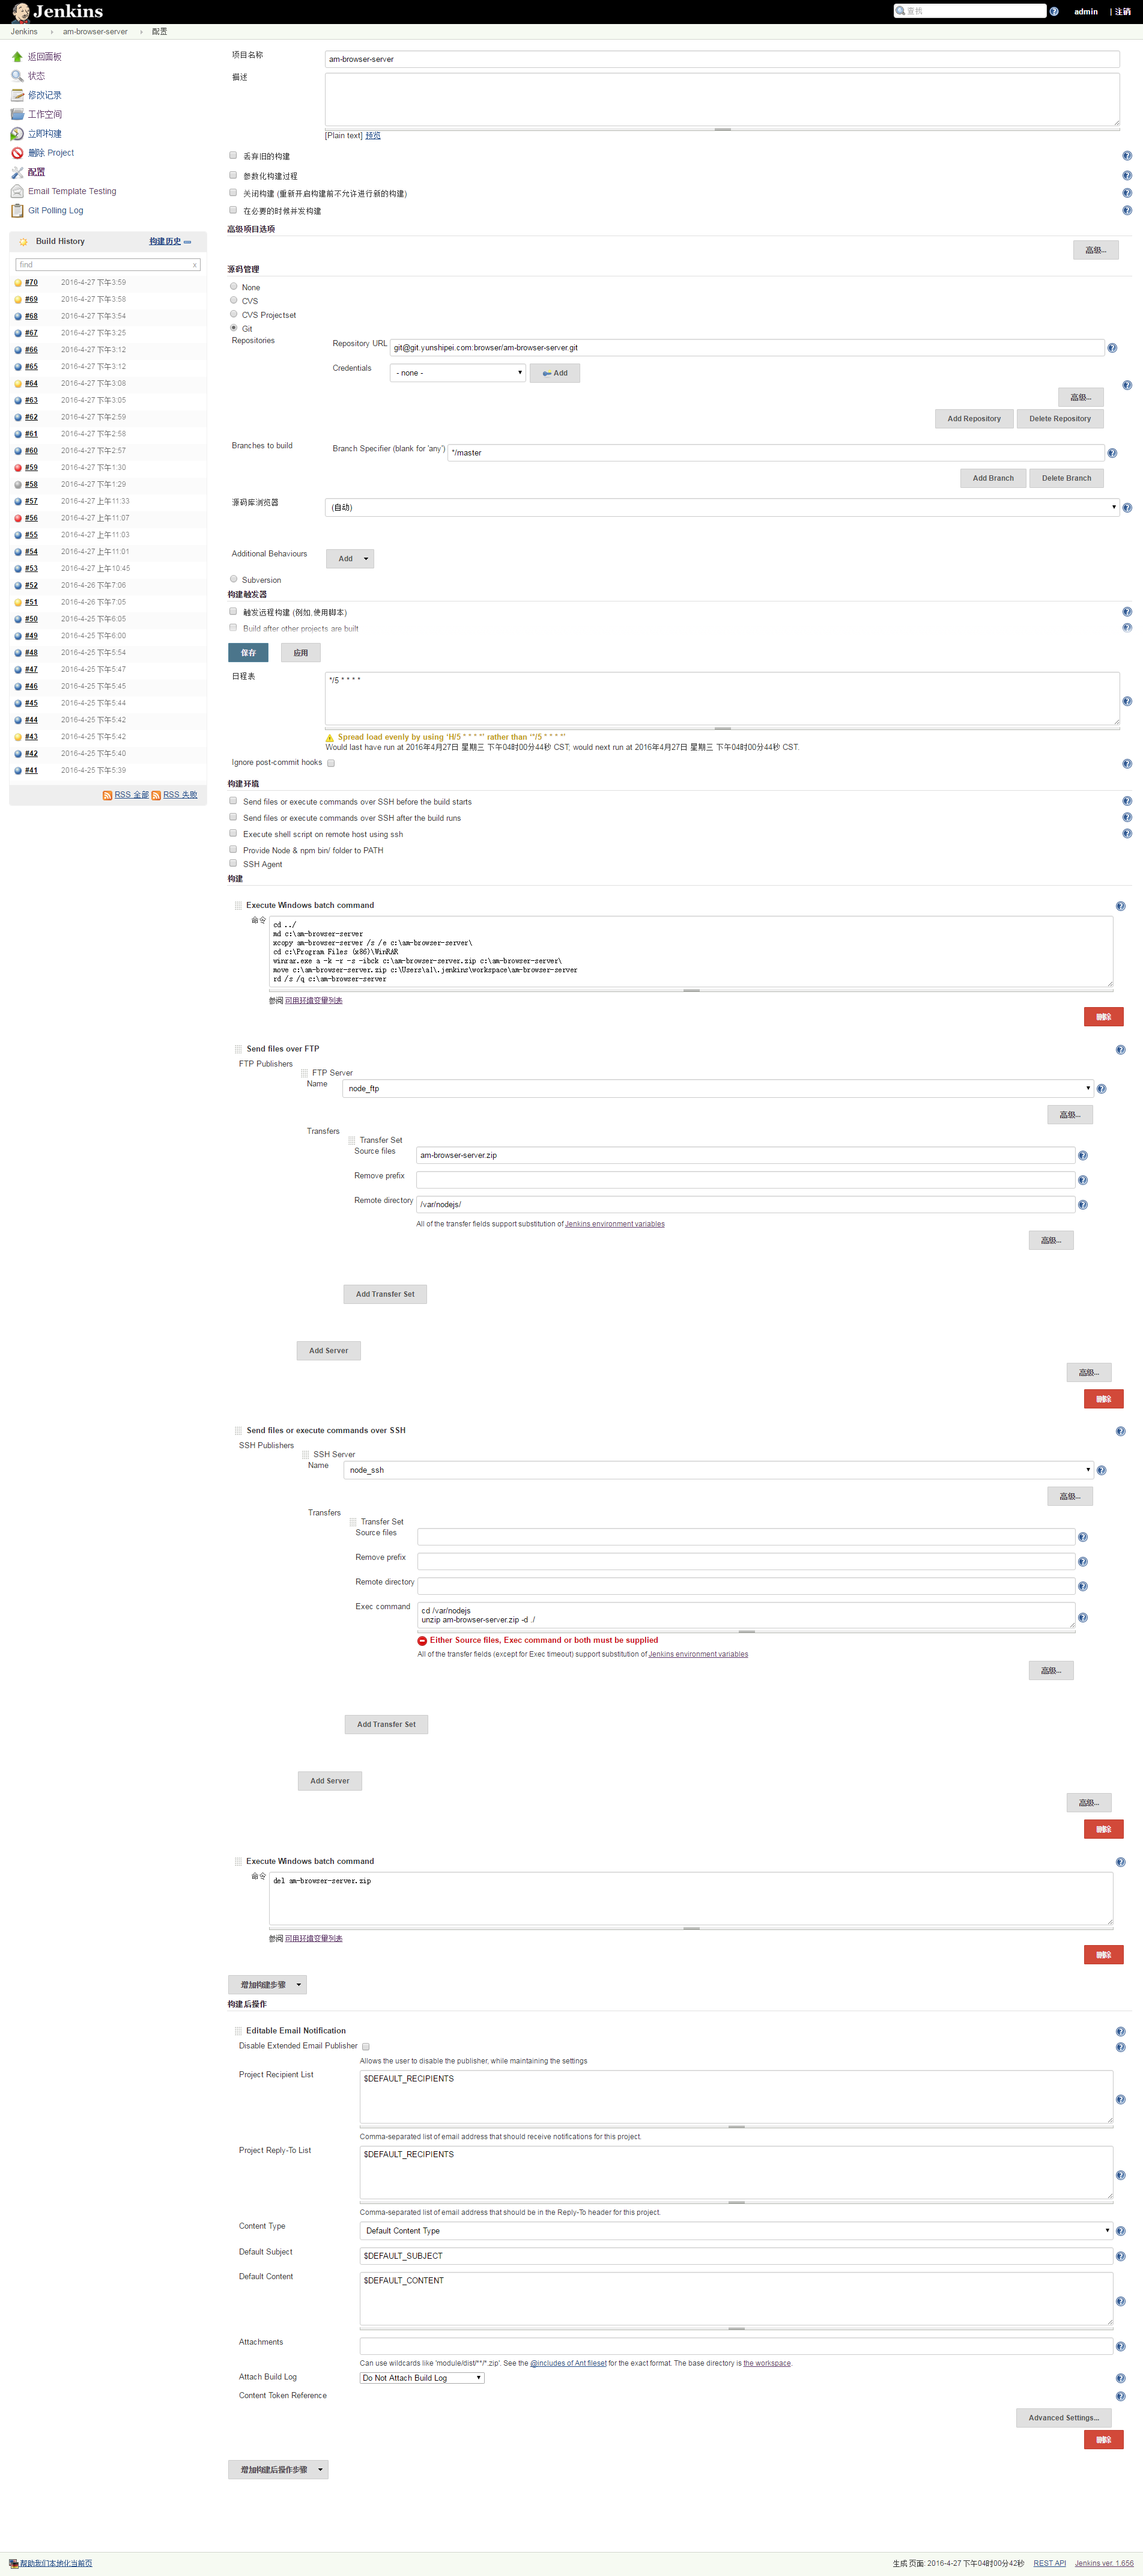 Jenkins
查找
admin
| 注销
Jenkins › am-browser-server › 配置
返回面板
状态
修改记录
工作空间
立即构建
删除 Project
配置
Email Template Testing
Git Polling Log
Build History 构建历史
find x
#70 2016-4-27 下午3:59
#69 2016-4-27 下午3:58
#68 2016-4-27 下午3:54
#67 2016-4-27 下午3:25
#66 2016-4-27 下午3:12
#65 2016-4-27 下午3:12
#64 2016-4-27 下午3:08
#63 2016-4-27 下午3:05
#62 2016-4-27 下午2:59
#61 2016-4-27 下午2:58
#60 2016-4-27 下午2:57
#59 2016-4-27 下午1:30
#58 2016-4-27 下午1:29
#57 2016-4-27 上午11:33
#56 2016-4-27 上午11:07
#55 2016-4-27 上午11:03
#54 2016-4-27 上午11:01
#53 2016-4-27 上午10:45
#52 2016-4-26 下午7:06
#51 2016-4-26 下午7:05
#50 2016-4-25 下午6:05
#49 2016-4-25 下午6:00
#48 2016-4-25 下午5:54
#47 2016-4-25 下午5:47
#46 2016-4-25 下午5:45
#45 2016-4-25 下午5:44
#44 2016-4-25 下午5:42
#43 2016-4-25 下午5:42
#42 2016-4-25 下午5:40
#41 2016-4-25 下午5:39
RSS 全部 RSS 失败
项目名称 am-browser-server
描述
[Plain text] 预览
丢弃旧的构建
参数化构建过程
关闭构建 (重新开启构建前不允许进行新的构建)
在必要的时候并发构建
高级项目选项
高级...
源码管理
None
CVS
CVS Projectset
Git
Repositories
Repository URL git@git.yunshipei.com:browser/am-browser-server.git
Credentials - none - Add
高级...
Add Repository Delete Repository
Branches to build
Branch Specifier (blank for 'any') */master
Add Branch Delete Branch
源码库浏览器 (自动)
Additional Behaviours Add
Subversion
构建触发器
触发远程构建 (例如,使用脚本)
Build after other projects are built
保存 应用
日程表 */5 * * * *
Spread load evenly by using 'H/5 * * * *' rather than '*/5 * * * *'
Would last have run at 2016年4月27日 星期三 下午04时00分44秒 CST; would next run at 2016年4月27日 星期三 下午04时00分44秒 CST.
Ignore post-commit hooks
构建环境
Send files or execute commands over SSH before the build starts
Send files or execute commands over SSH after the build runs
Execute shell script on remote host using ssh
Provide Node & npm bin/ folder to PATH
SSH Agent
构建
Execute Windows batch command
命令
cd ../
md c:\am-browser-server
xcopy am-browser-server /s /e c:\am-browser-server\
cd c:\Program Files (x86)\WinRAR
winrar.exe a -k -r -s -ibck c:\am-browser-server.zip c:\am-browser-server\
move c:\am-browser-server.zip c:\Users\al\.jenkins\workspace\am-browser-server
rd /s /q c:\am-browser-server
参阅 可用环境变量列表
删除
Send files over FTP
FTP Publishers
FTP Server
Name node_ftp
高级...
Transfers
Transfer Set
Source files am-browser-server.zip
Remove prefix
Remote directory /var/nodejs/
All of the transfer fields support substitution of Jenkins environment variables
高级...
Add Transfer Set
Add Server
高级...
删除
Send files or execute commands over SSH
SSH Publishers
SSH Server
Name node_ssh
高级...
Transfers
Transfer Set
Source files
Remove prefix
Remote directory
Exec command cd /var/nodejs
unzip am-browser-server.zip -d ./
Either Source files, Exec command or both must be supplied
All of the transfer fields (except for Exec timeout) support substitution of Jenkins environment variables
高级...
Add Transfer Set
Add Server
高级...
删除
Execute Windows batch command
命令 del am-browser-server.zip
参阅 可用环境变量列表
删除
增加构建步骤
构建后操作
Editable Email Notification
Disable Extended Email Publisher
Allows the user to disable the publisher, while maintaining the settings
Project Recipient List $DEFAULT_RECIPIENTS
Comma-separated list of email address that should receive notifications for this project.
Project Reply-To List $DEFAULT_RECIPIENTS
Comma-separated list of email address that should be in the Reply-To header for this project.
Content Type Default Content Type
Default Subject $DEFAULT_SUBJECT
Default Content $DEFAULT_CONTENT
Attachments
Can use wildcards like 'module/dist/**/*.zip'. See the @includes of Ant fileset for the exact format. The base directory is the workspace.
Attach Build Log Do Not Attach Build Log
Content Token Reference
Advanced Settings...
删除
增加构建后操作步骤
帮助我们本地化当前页
生成页面: 2016-4-27 下午04时00分42秒 REST API Jenkins ver. 1.656